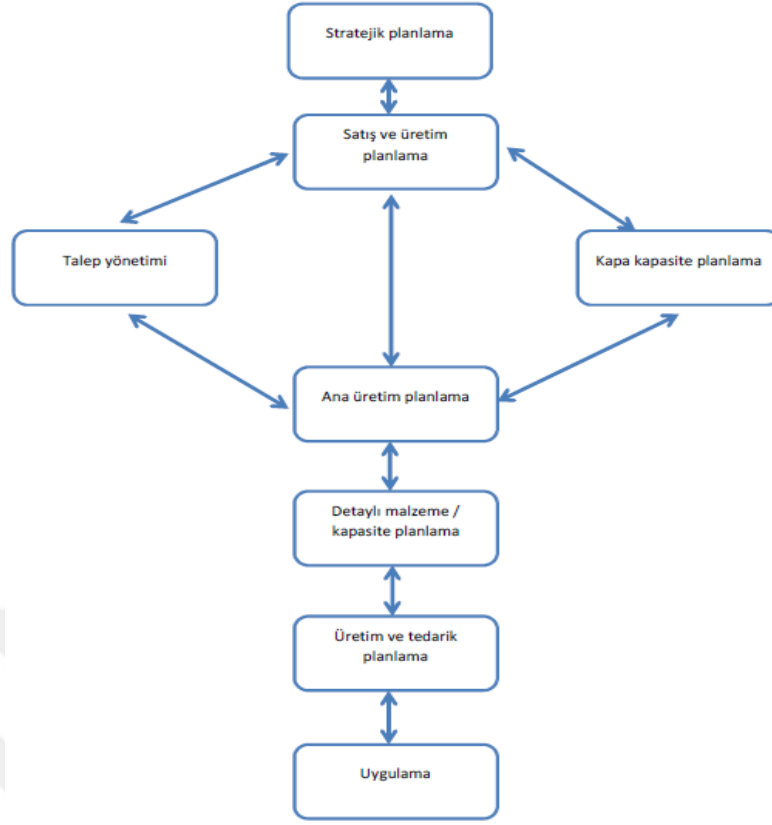 Stratejik planlama
Satış ve üretim
planlama
Talep yönetimi
Kapa kapasite planlama
Ana üretim planlama
Detaylı malzeme /
kapasite planlama
Üretim ve tedarik
planlama
Uygulama